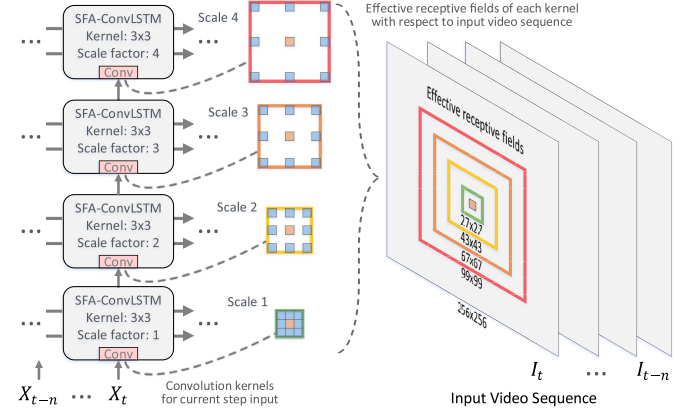 SFA-ConvLSTM
Kernel: 3x3
Scale factor: 4
Conv
Scale 4
SFA-ConvLSTM
Kernel: 3x3
Scale factor: 3
Conv
Scale 3
SFA-ConvLSTM
Kernel: 3x3
Scale factor: 2
Conv
Scale 2
SFA-ConvLSTM
Kernel: 3x3
Scale factor: 1
Conv
Scale 1
...
...
...
...
...
...
...
...
X_{t-n} ... X_t
Convolution kernels
for current step input
Effective receptive fields of each kernel
with respect to input video sequence
Effective receptive fields
27x27
43x43
67x67
99x99
256x256
I_t ... I_{t-n}
Input Video Sequence